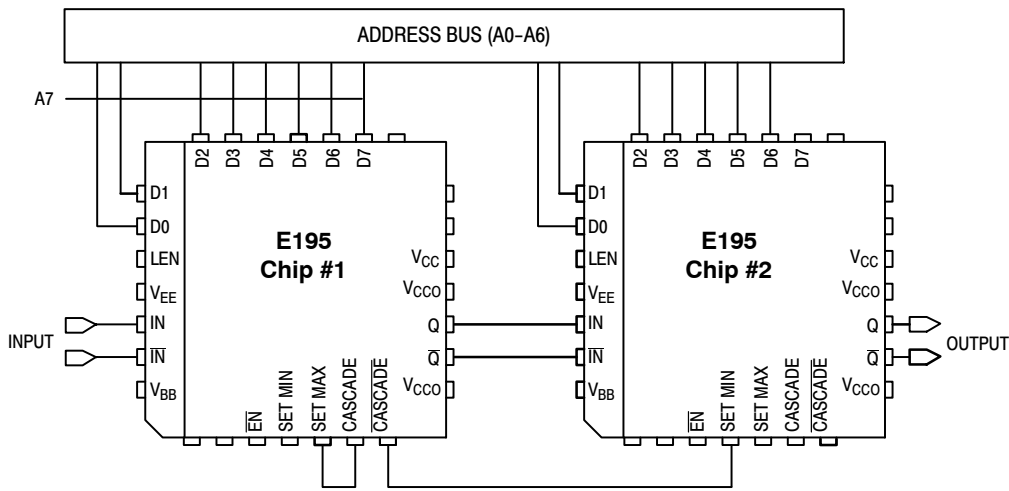 ADDRESS BUS (A0–A6)
A7
D2 D3 D4 D5 D6 D7
D1
D0
LEN
VEE
IN
IN
VBB
E195
Chip #1
VCC
VCCO
Q
Q
VCCO
EN SET MIN SET MAX CASCADE CASCADE
INPUT
D2 D3 D4 D5 D6 D7
D1
D0
LEN
VEE
IN
IN
VBB
E195
Chip #2
VCC
VCCO
Q
Q
VCCO
EN SET MIN SET MAX CASCADE CASCADE
OUTPUT